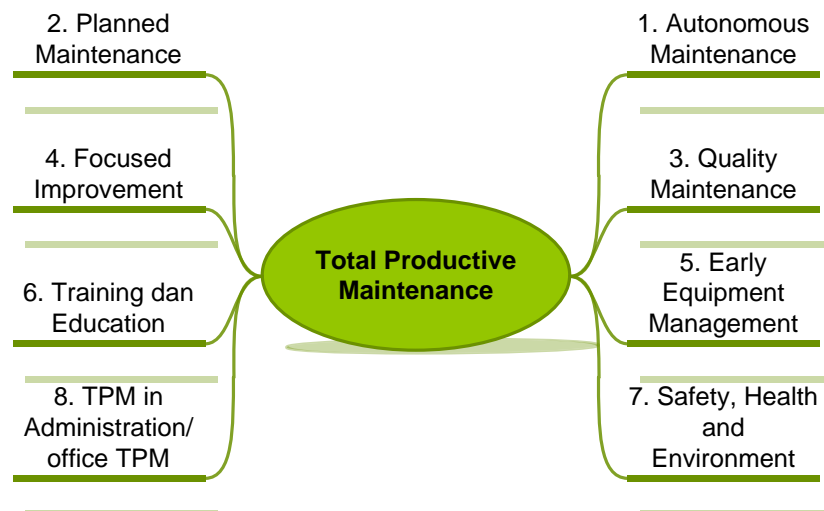 2. Planned
Maintenance
1. Autonomous
Maintenance
4. Focused
Improvement
3. Quality
Maintenance
Total Productive
Maintenance
6. Training dan
Education
5. Early
Equipment
Management
8. TPM in
Administration/
office TPM
7. Safety, Health
and
Environment